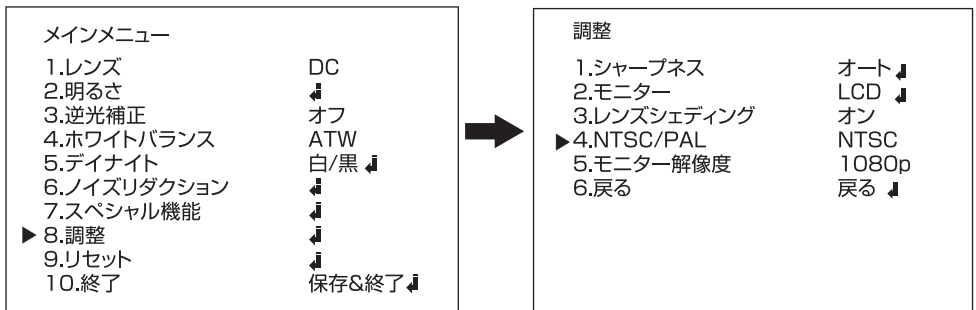 メインメニュー
1.レンズ DC
2.明るさ ↲
3.逆光補正 オフ
4.ホワイトバランス ATW
5.デイナイト 白/黒 ↲
6.ノイズリダクション ↲
7.スペシャル機能 ↲
▶ 8.調整 ↲
9.リセット ↲
10.終了 保存&終了↲
調整
1.シャープネス オート↲
2.モニター LCD ↲
3.レンズシェディング オン
▶4.NTSC/PAL NTSC
5.モニター解像度 1080p
6.戻る 戻る ↲